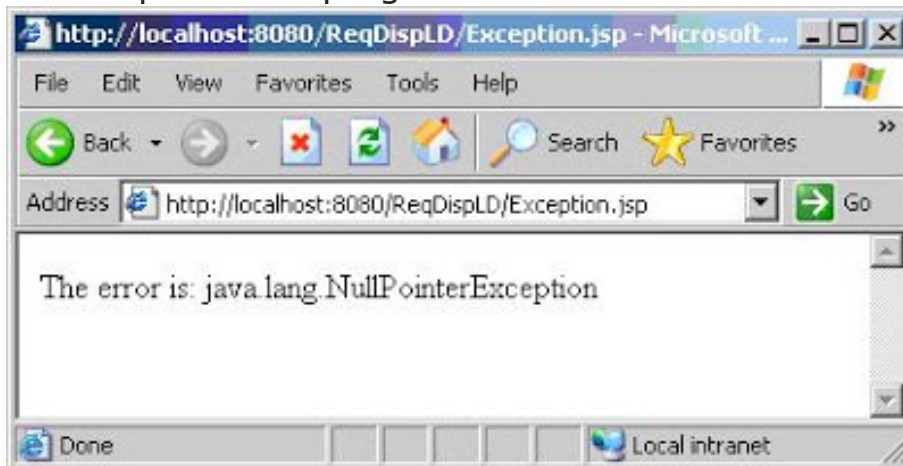 http://localhost:8080/ReqDispLD/Exception.jsp - Microsoft ...
File Edit View Favorites Tools Help
Back Search Favorites »
Address http://localhost:8080/ReqDispLD/Exception.jsp Go
The error is: java.lang.NullPointerException
Done Local intranet